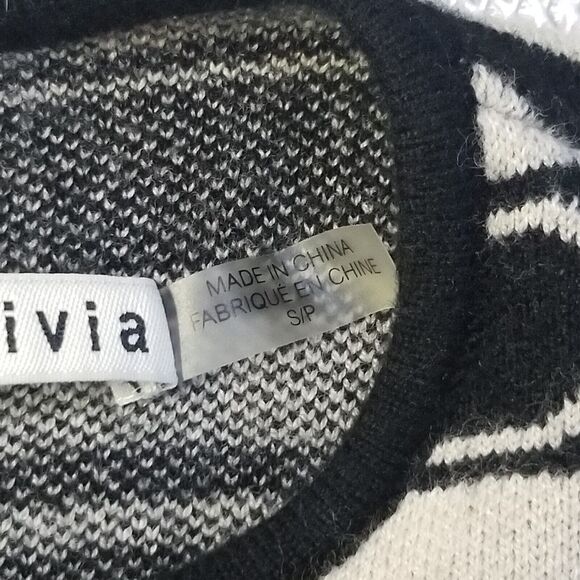 ivia
MADE IN CHINA
FABRIQUÉ EN CHINE
S/P